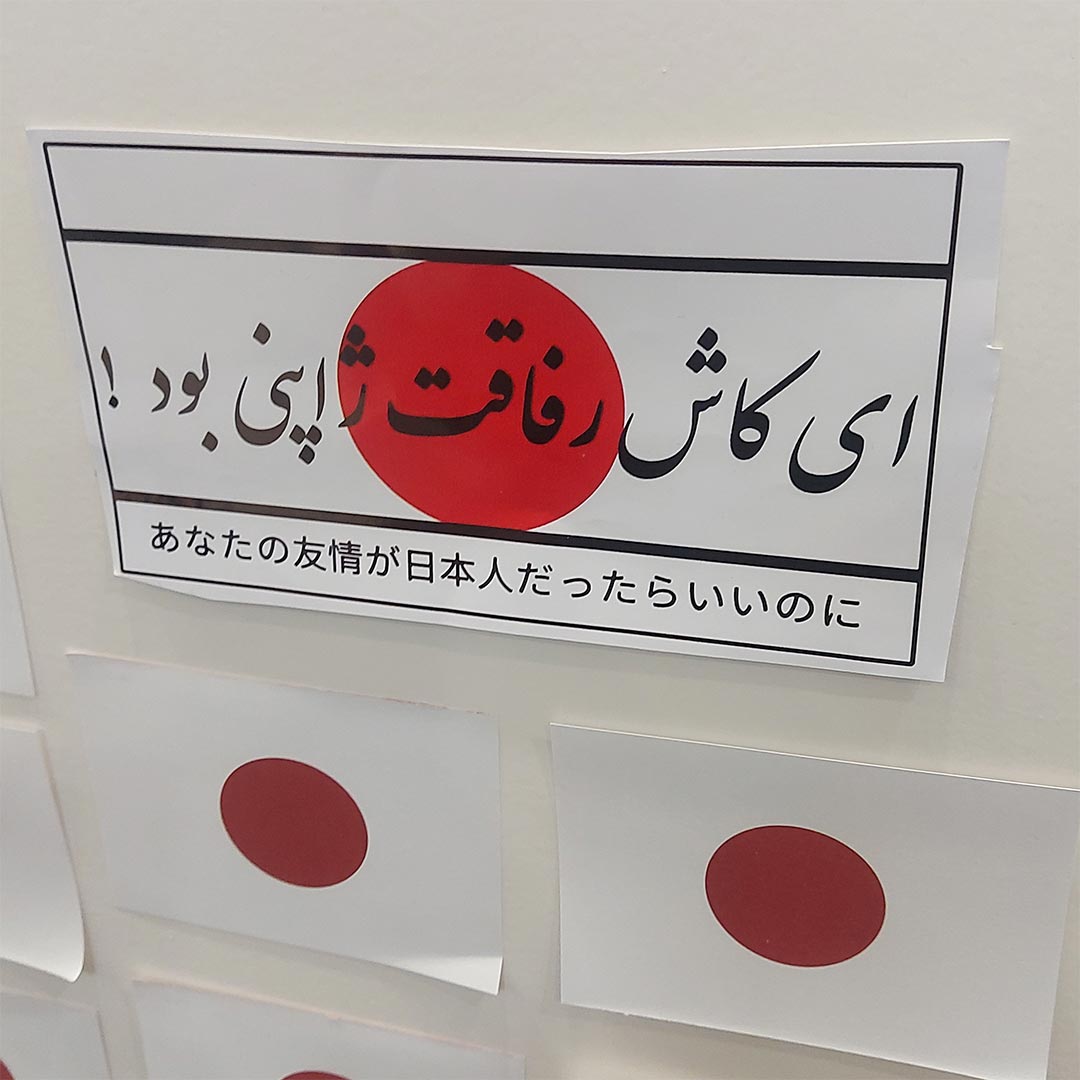 ای کاش رفاقت ژاپنی بود !
あなたの友情が日本人だったらいいのに